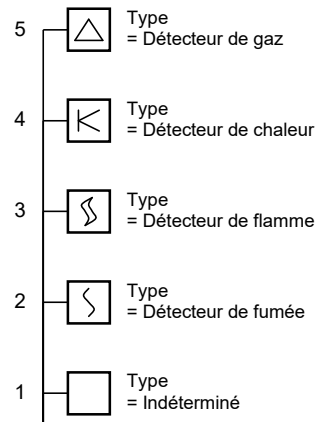 5
Type
= Détecteur de gaz
4
Type
= Détecteur de chaleur
3
Type
= Détecteur de flamme
2
Type
= Détecteur de fumée
1
Type
= Indéterminé